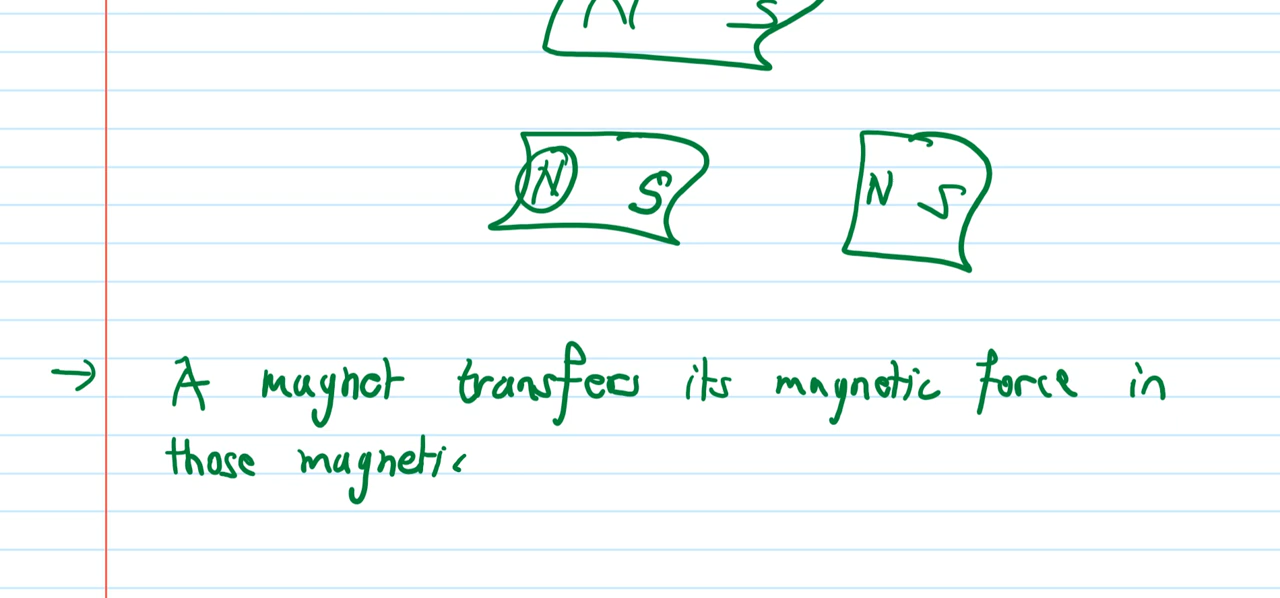 N S
N S N S
→ A magnet transfers its magnetic force in
those magnetic